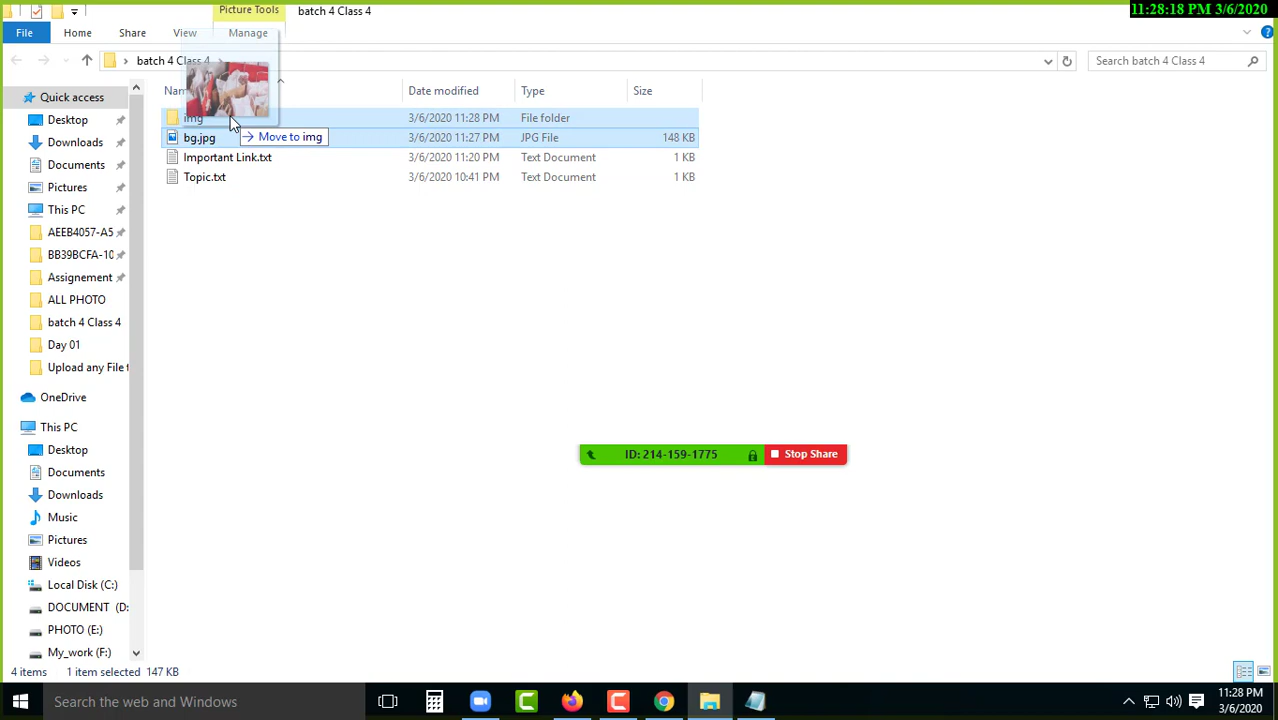 Picture Tools
batch 4 Class 4
11:28:18 PM 3/6/2020
File
Home
Share
View
Manage
batch 4 Class 4
Search batch 4 Class 4
Date modified
Type
Size
img
3/6/2020 11:28 PM
File folder
bg.jpg
Move to img
3/6/2020 11:27 PM
JPG File
148 KB
Important Link.txt
3/6/2020 11:20 PM
Text Document
1 KB
Topic.txt
3/6/2020 10:41 PM
Text Document
1 KB
Quick access
Desktop
Downloads
Documents
Pictures
This PC
AEEB4057-A5
BB39BCFA-10
Assignement
ALL PHOTO
batch 4 Class 4
Day 01
Upload any File t
OneDrive
This PC
Desktop
Documents
Downloads
Music
Pictures
Videos
Local Disk (C:)
DOCUMENT (D:
PHOTO (E:)
My_work (F:)
ID: 214-159-1775
Stop Share
4 items
1 item selected 147 KB
Search the web and Windows
11:28 PM
3/6/2020